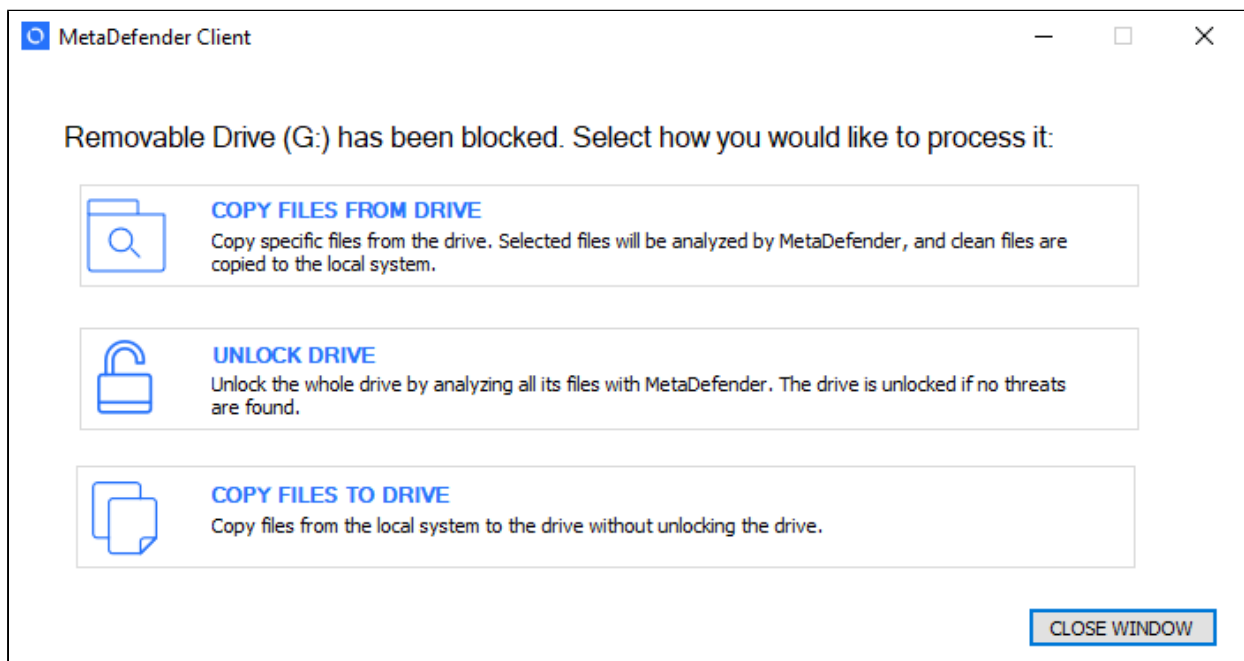 MetaDefender Client
Removable Drive (G:) has been blocked. Select how you would like to process it:
COPY FILES FROM DRIVE
Copy specific files from the drive. Selected files will be analyzed by MetaDefender, and clean files are
copied to the local system.
UNLOCK DRIVE
Unlock the whole drive by analyzing all its files with MetaDefender. The drive is unlocked if no threats
are found.
COPY FILES TO DRIVE
Copy files from the local system to the drive without unlocking the drive.
CLOSE WINDOW